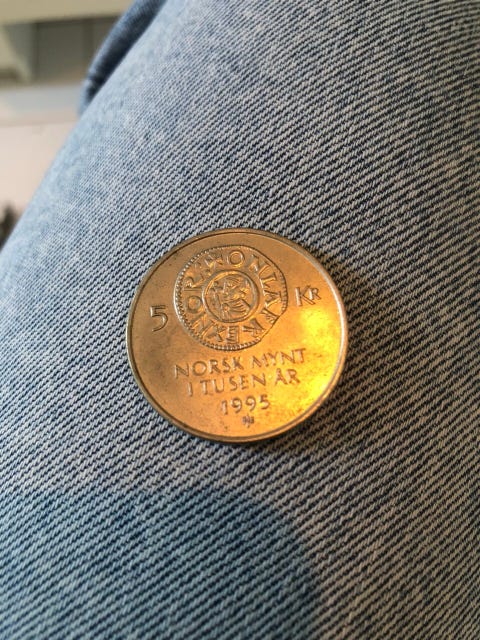 5 KR
NORSK MYNT
I TUSEN ÅR
1995